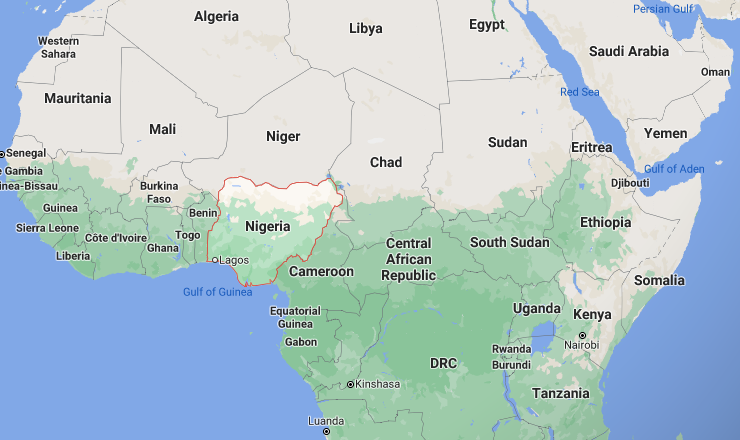 Persian Gulf
Algeria
Libya
Egypt
Western
Sahara
Saudi Arabia
Oman
Red Sea
Mauritania
Mali
Niger
Chad
Sudan
Eritrea
Yemen
Senegal
Gulf of Aden
e Gambia
Djibouti
inea-Bissau
Burkina
Faso
Guinea
Benin
Nigeria
Ethiopia
Sierra Leone
Côte d'Ivoire
Togo
Ghana
Central
African
Republic
South Sudan
Liberia
Lagos
Cameroon
Somalia
Gulf of Guinea
Equatorial
Guinea
Uganda
Kenya
Gabon
Nairobi
Rwanda
Burundi
DRC
Kinshasa
Tanzania
Luanda